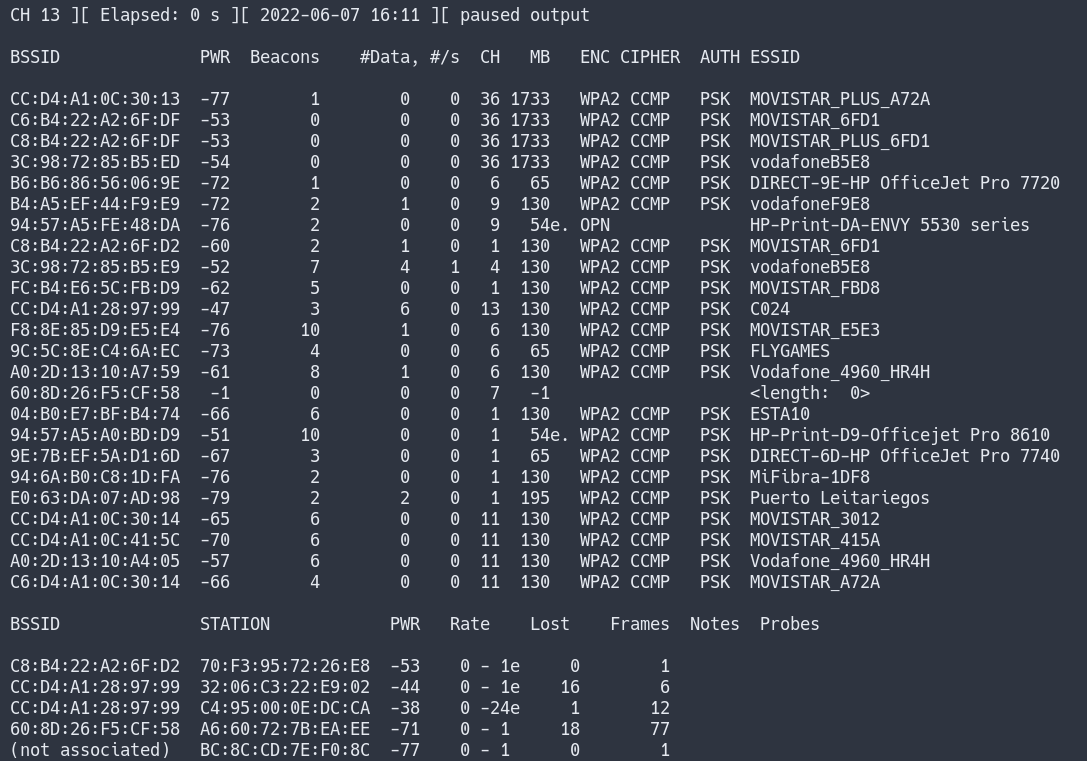 CH 13 ][ Elapsed: 0 s ][ 2022-06-07 16:11 ][ paused output
BSSID PWR Beacons #Data, #/s CH MB ENC CIPHER AUTH ESSID
CC:D4:A1:0C:30:13 -77 1 0 0 36 1733 WPA2 CCMP PSK MOVISTAR_PLUS_A72A
C6:B4:22:A2:6F:DF -53 0 0 0 36 1733 WPA2 CCMP PSK MOVISTAR_6FD1
C8:B4:22:A2:6F:DF -53 0 0 0 36 1733 WPA2 CCMP PSK MOVISTAR_PLUS_6FD1
3C:98:72:85:B5:ED -54 0 0 0 36 1733 WPA2 CCMP PSK vodafoneB5E8
B6:B6:86:56:06:9E -72 1 0 0 6 65 WPA2 CCMP PSK DIRECT-9E-HP OfficeJet Pro 7720
B4:A5:EF:44:F9:E9 -72 2 1 0 9 130 WPA2 CCMP PSK vodafoneF9E8
94:57:A5:FE:48:DA -76 2 0 0 9 54e. OPN HP-Print-DA-ENVY 5530 series
C8:B4:22:A2:6F:D2 -60 2 1 0 1 130 WPA2 CCMP PSK MOVISTAR_6FD1
3C:98:72:85:B5:E9 -52 7 4 1 4 130 WPA2 CCMP PSK vodafoneB5E8
FC:B4:E6:5C:FB:D9 -62 5 0 0 1 130 WPA2 CCMP PSK MOVISTAR_FBD8
CC:D4:A1:28:97:99 -47 3 6 0 13 130 WPA2 CCMP PSK C024
F8:8E:85:D9:E5:E4 -76 10 1 0 6 130 WPA2 CCMP PSK MOVISTAR_E5E3
9C:5C:8E:C4:6A:EC -73 4 0 0 6 65 WPA2 CCMP PSK FLYGAMES
A0:2D:13:10:A7:59 -61 8 1 0 6 130 WPA2 CCMP PSK Vodafone_4960_HR4H
60:8D:26:F5:CF:58 -1 0 0 0 7 -1 <length:  0>
04:B0:E7:BF:B4:74 -66 6 0 0 1 130 WPA2 CCMP PSK ESTA10
94:57:A5:A0:BD:D9 -51 10 0 0 1 54e. WPA2 CCMP PSK HP-Print-D9-Officejet Pro 8610
9E:7B:EF:5A:D1:6D -67 3 0 0 1 65 WPA2 CCMP PSK DIRECT-6D-HP OfficeJet Pro 7740
94:6A:B0:C8:1D:FA -76 2 0 0 1 130 WPA2 CCMP PSK MiFibra-1DF8
E0:63:DA:07:AD:98 -79 2 2 0 1 195 WPA2 CCMP PSK Puerto Leitariegos
CC:D4:A1:0C:30:14 -65 6 0 0 11 130 WPA2 CCMP PSK MOVISTAR_3012
CC:D4:A1:0C:41:5C -70 6 0 0 11 130 WPA2 CCMP PSK MOVISTAR_415A
A0:2D:13:10:A4:05 -57 6 0 0 11 130 WPA2 CCMP PSK Vodafone_4960_HR4H
C6:D4:A1:0C:30:14 -66 4 0 0 11 130 WPA2 CCMP PSK MOVISTAR_A72A
BSSID STATION PWR Rate Lost Frames Notes Probes
C8:B4:22:A2:6F:D2 70:F3:95:72:26:E8 -53 0 - 1e 0 1
CC:D4:A1:28:97:99 32:06:C3:22:E9:02 -44 0 - 1e 16 6
CC:D4:A1:28:97:99 C4:95:00:0E:DC:CA -38 0 -24e 1 12
60:8D:26:F5:CF:58 A6:60:72:7B:EA:EE -71 0 - 1 18 77
(not associated) BC:8C:CD:7E:F0:8C -77 0 - 1 0 1